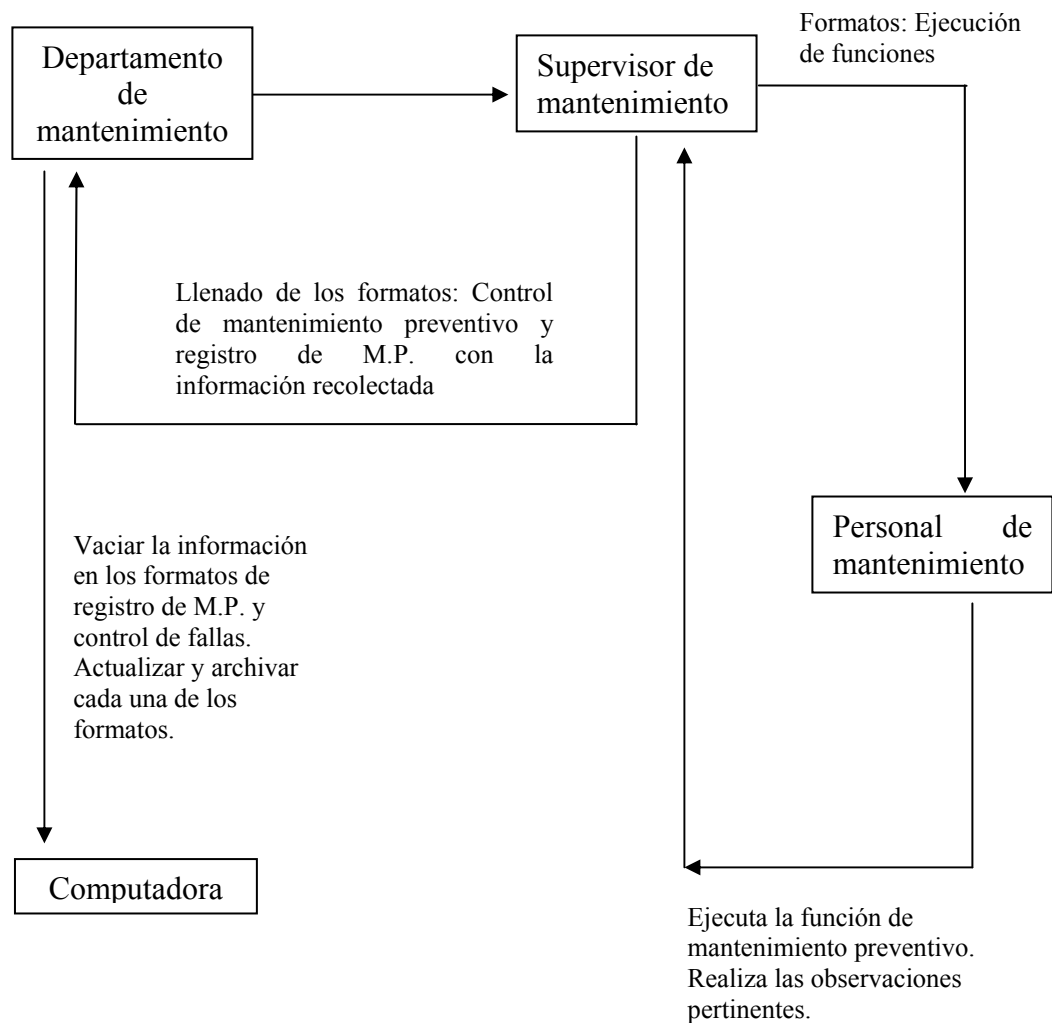 Formatos: Ejecución
de funciones
Departamento
de
mantenimiento
Supervisor de
mantenimiento
Llenado de los formatos: Control
de mantenimiento preventivo y
registro de M.P. con la
información recolectada
Personal de
mantenimiento
Vaciar la información
en los formatos de
registro de M.P. y
control de fallas.
Actualizar y archivar
cada una de los
formatos.
Computadora
Ejecuta la función de
mantenimiento preventivo.
Realiza las observaciones
pertinentes.